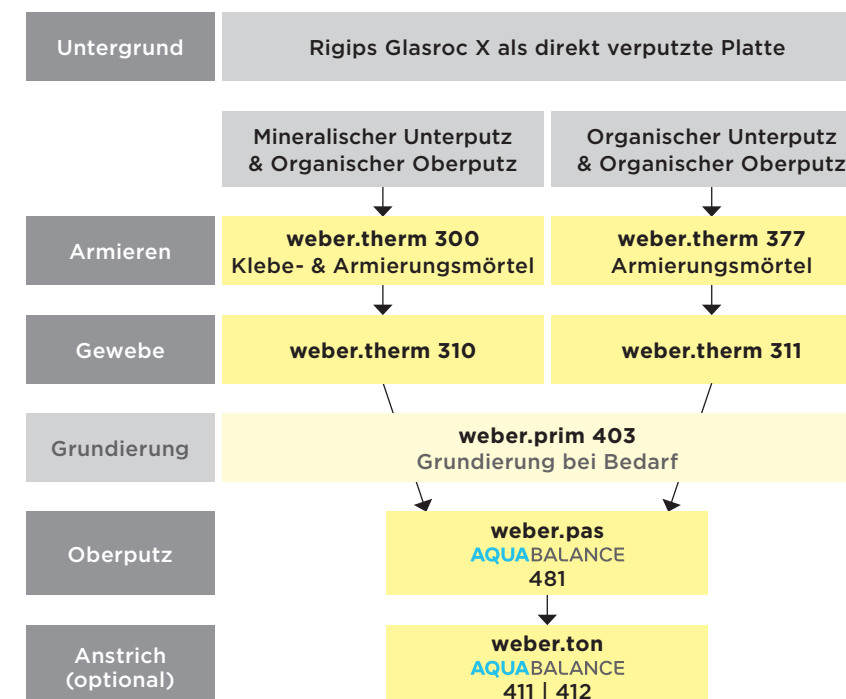 Untergrund
Rigips Glasroc X als direkt verputzte Platte
Mineralischer Unterputz
& Organischer Oberputz
Organischer Unterputz
& Organischer Oberputz
Armieren
weber.therm 300
Klebe- & Armierungsmörtel
weber.therm 377
Armierungsmörtel
Gewebe
weber.therm 310
weber.therm 311
Grundierung
weber.prim 403
Grundierung bei Bedarf
Oberputz
weber.pas
AQUABALANCE
481
Anstrich
(optional)
weber.ton
AQUABALANCE
411 | 412